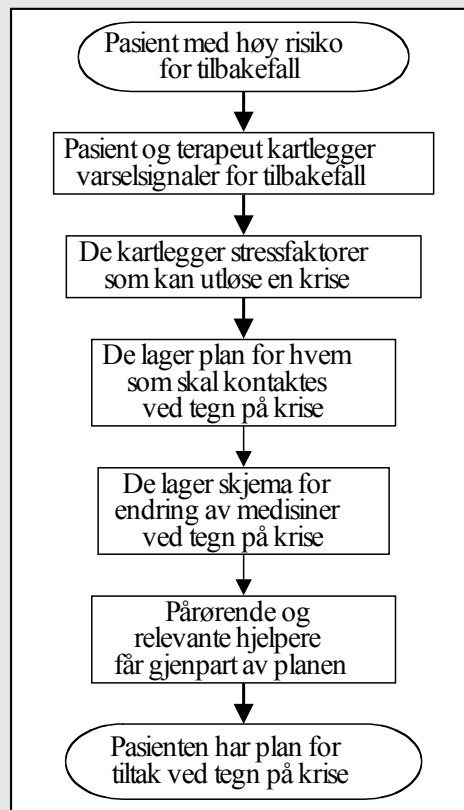 Pasient med høy risiko
for tilbakefall
Pasient og terapeut kartlegger
varselsignaler for tilbakefall
De kartlegger stressfaktorer
som kan utløse en krise
De lager plan for hvem
som skal kontaktes
ved tegn på krise
De lager skjema for
endring av medisiner
ved tegn på krise
Pårørende og
relevante hjelpere
får gjenpart av planen
Pasienten har plan for
tiltak ved tegn på krise